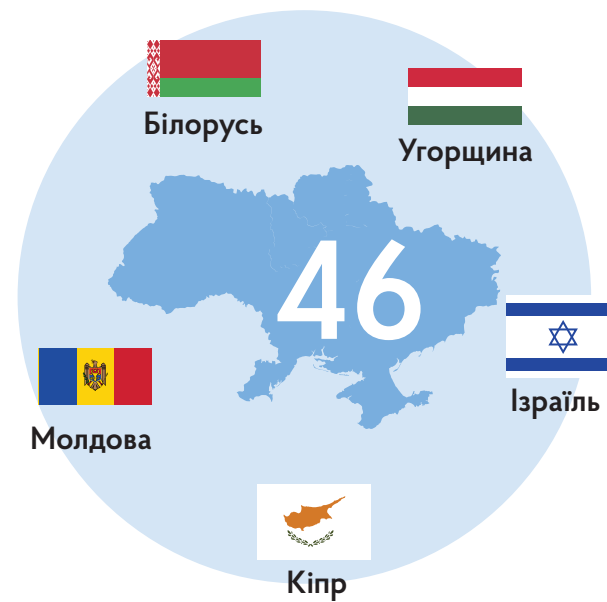 Білорусь
Угорщина
46
Ізраїль
Молдова
Кіпр